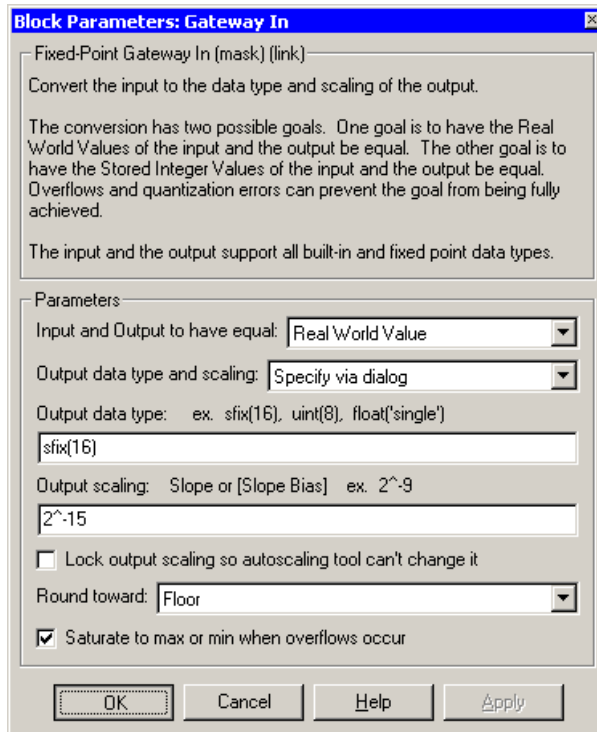 Block Parameters: Gateway In
Fixed-Point Gateway In (mask) (link)
Convert the input to the data type and scaling of the output.
The conversion has two possible goals.  One goal is to have the Real
World Values of the input and the output be equal.  The other goal is to
have the Stored Integer Values of the input and the output be equal.
Overflows and quantization errors can prevent the goal from being fully
achieved.
The input and the output support all built-in and fixed point data types.
Parameters
Input and Output to have equal: Real World Value
Output data type and scaling: Specify via dialog
Output data type:    ex.  sfix(16),  uint(8),  float('single')
sfix(16)
Output scaling:   Slope or [Slope Bias]    ex.  2^-9
2^-15
Lock output scaling so autoscaling tool can't change it
Round toward: Floor
Saturate to max or min when overflows occur
OK Cancel Help Apply